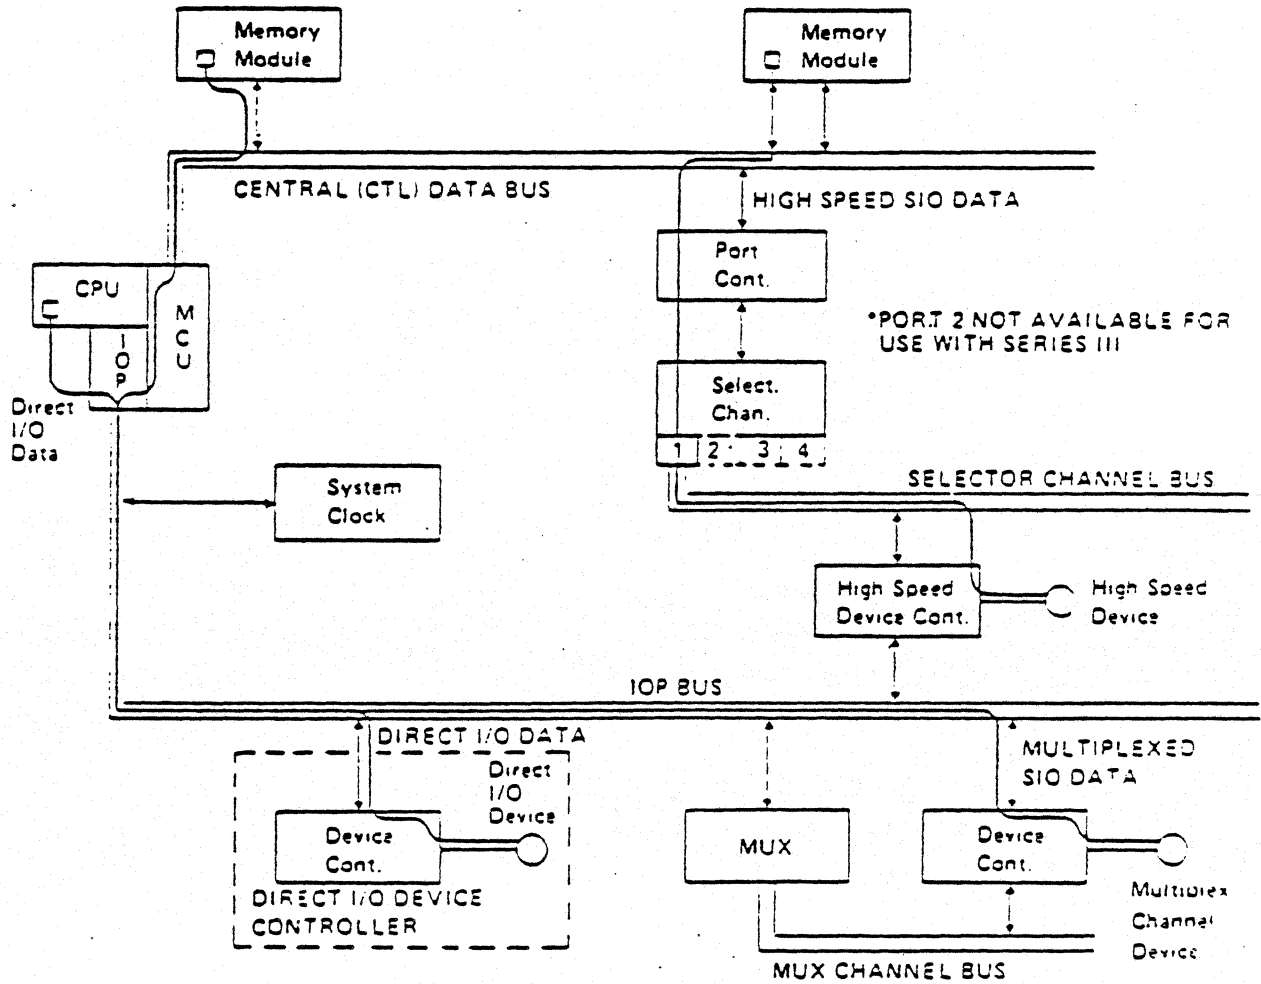 Memory
Module
Memory
Module
CENTRAL (CTL) DATA BUS
HIGH SPEED SIO DATA
CPU
M
C
U
I
O
P
Port
Cont.
*PORT 2 NOT AVAILABLE FOR
USE WITH SERIES III
Select.
Chan.
1 2 3 4
Direct
I/O
Data
System
Clock
SELECTOR CHANNEL BUS
High Speed
Device Cont.
High Speed
Device
IOP BUS
DIRECT I/O DATA
MULTIPLEXED
SIO DATA
Direct
I/O
Device
Device
Cont.
MUX
Device
Cont.
DIRECT I/O DEVICE
CONTROLLER
Multiplex
Channel
Device
MUX CHANNEL BUS